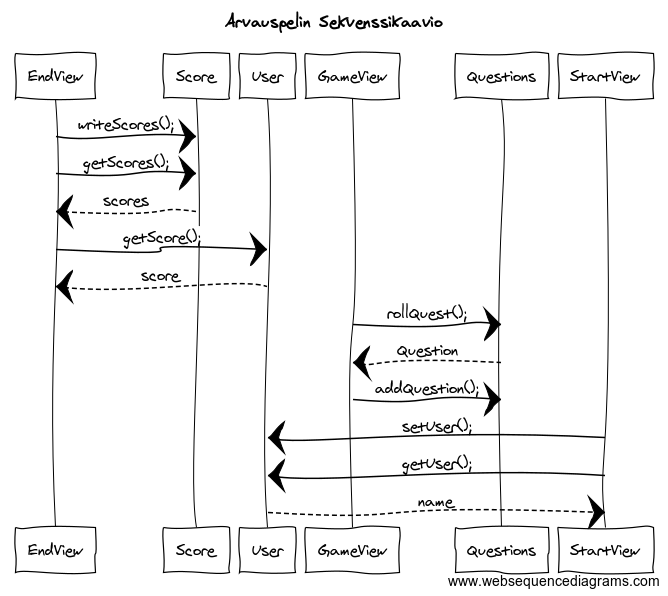 Arvauspelin Sekvenssikaavio
EndView Score User GameView Questions StartView
writeScores();
getScores();
scores
getScore();
score
rollQuest();
Question
addQuestion();
setUser();
getUser();
name
EndView Score User GameView Questions StartView
www.websequencediagrams.com